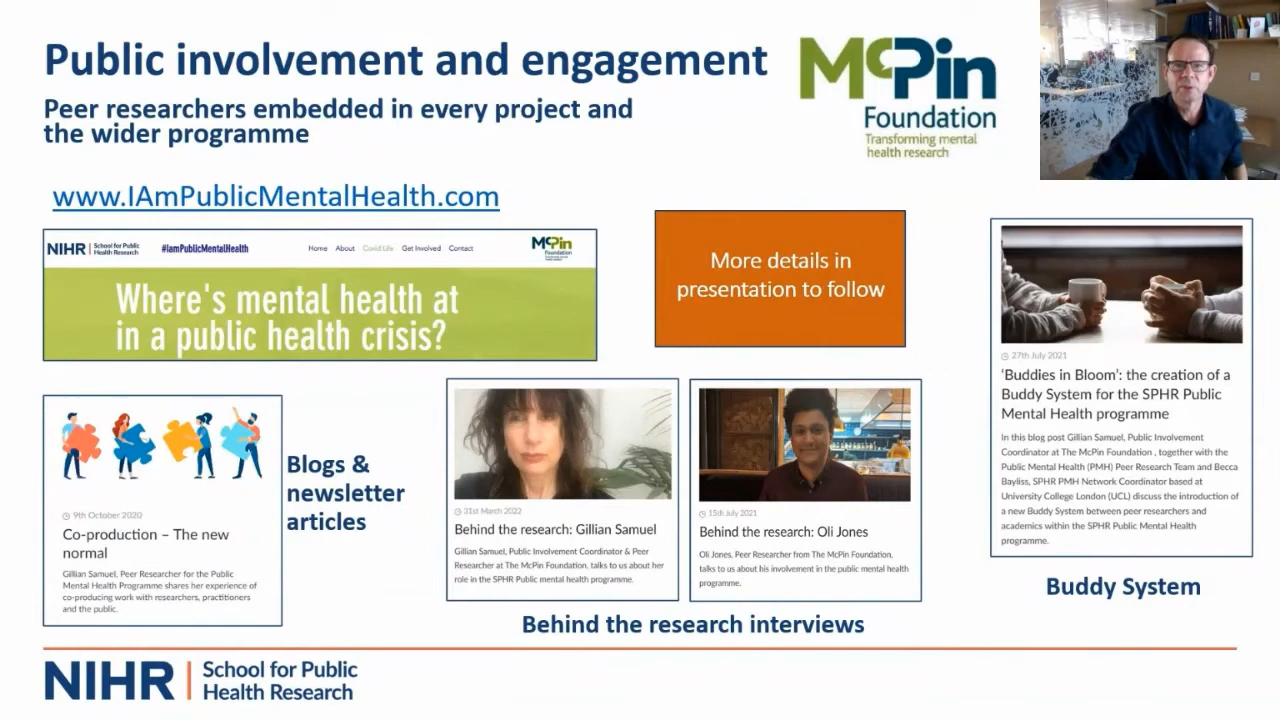 Public involvement and engagement
Peer researchers embedded in every project and
the wider programme
McPin
Foundation
Transforming mental
health research
www.IAmPublicMentalHealth.com
NIHR | School for Public
Health Research
#IamPublicMentalHealth
Home About Covid Life Get Involved Contact
McPin
Foundation
Where's mental health at
in a public health crisis?
More details in
presentation to follow
9th October 2020
Co-production – The new
normal
Gillian Samuel, Peer Researcher for the Public
Mental Health Programme shares her experience of
co-producing work with researchers, practitioners
and the public.
Blogs &
newsletter
articles
31st March 2022
Behind the research: Gillian Samuel
Gillian Samuel, Public Involvement Coordinator & Peer
Researcher at The McPin Foundation, talks to us about her
role in the SPHR Public mental health programme.
15th July 2021
Behind the research: Oli Jones
Oli Jones, Peer Researcher from The McPin Foundation,
talks to us about his involvement in the public mental health
programme.
Behind the research interviews
27th July 2021
‘Buddies in Bloom’: the creation of a
Buddy System for the SPHR Public
Mental Health programme
In this blog post Gillian Samuel, Public Involvement
Coordinator at The McPin Foundation , together with the
Public Mental Health (PMH) Peer Research Team and Becca
Bayliss, SPHR PMH Network Coordinator based at
University College London (UCL) discuss the introduction of
a new Buddy System between peer researchers and
academics within the SPHR Public Mental Health
programme.
Buddy System
NIHR | School for Public
Health Research